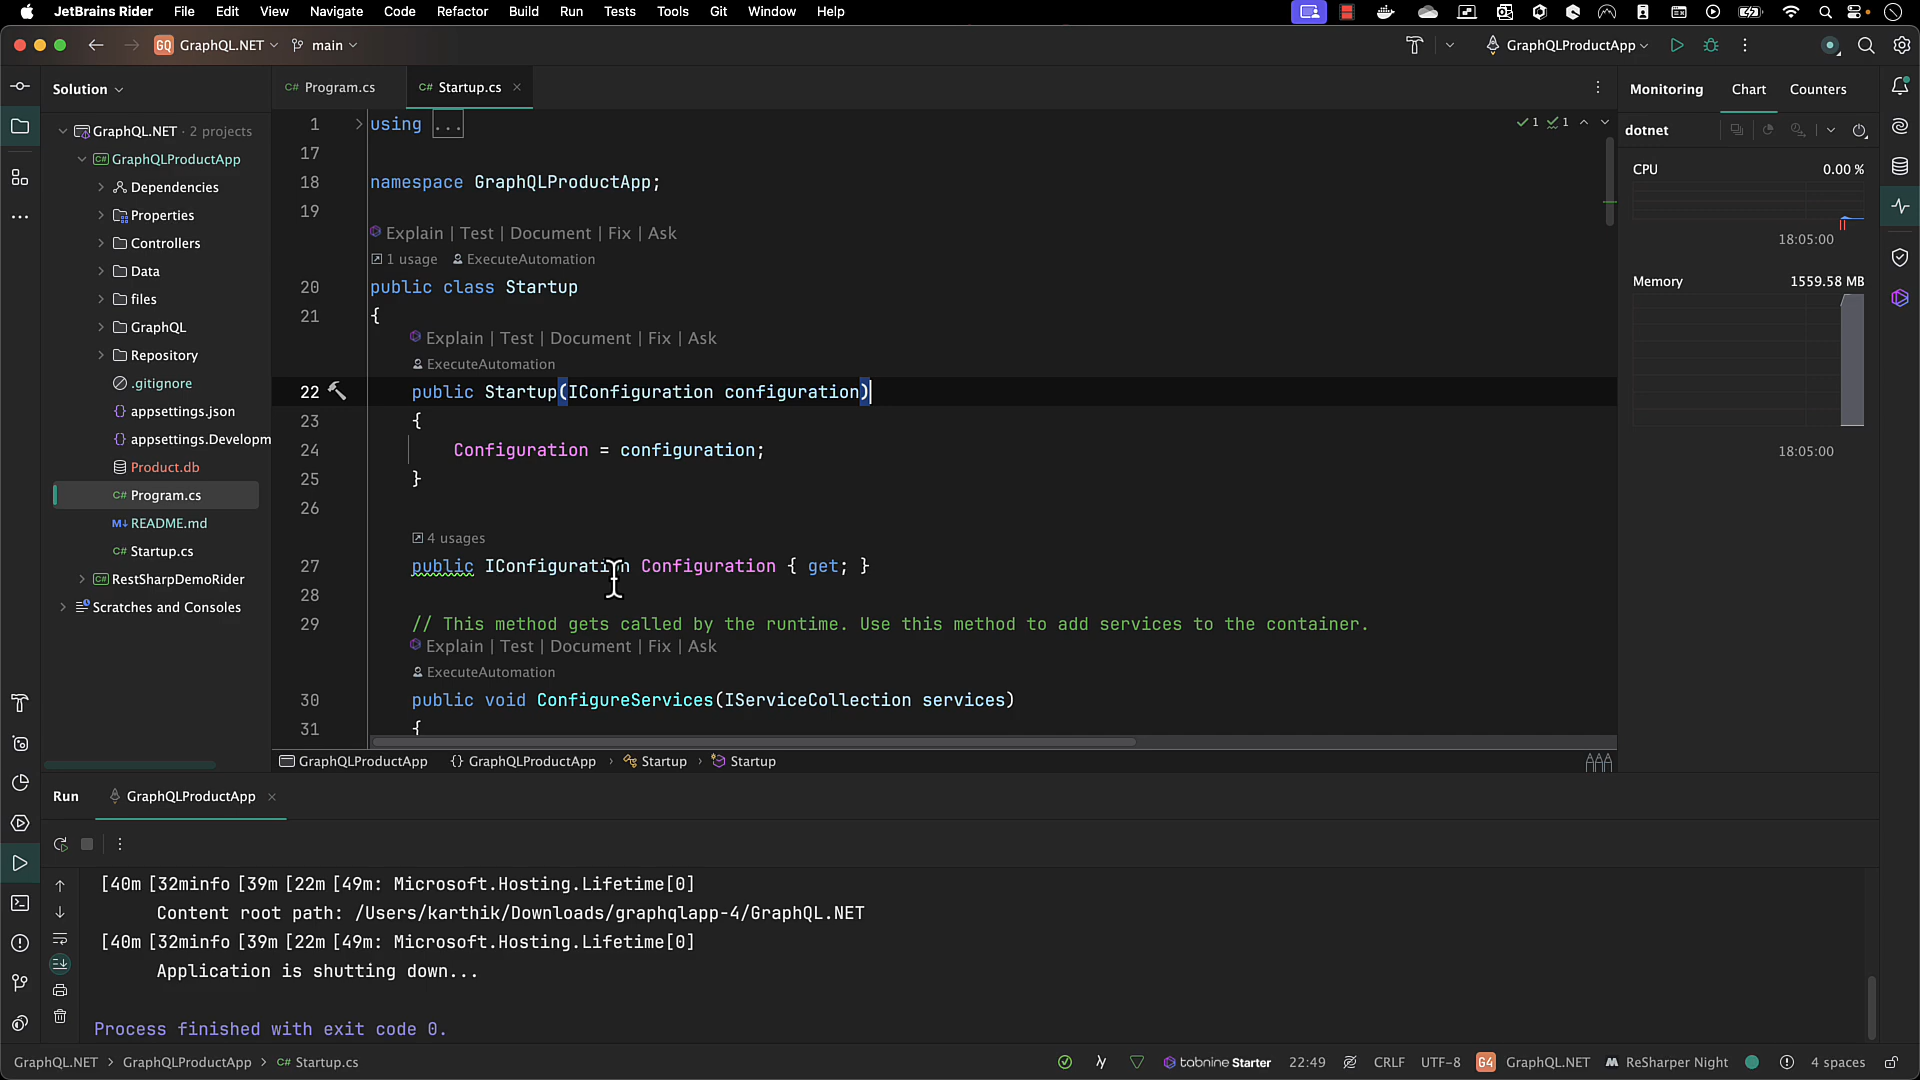 JetBrains Rider File Edit View Navigate Code Refactor Build Run Tests Tools Git Window Help
GQ GraphQL.NET main GraphQLProductApp
Solution
C# Program.cs
C# Startup.cs
Monitoring Chart Counters
dotnet
CPU 0.00 %
18:05:00
Memory 1559.58 MB
18:05:00
GraphQL.NET · 2 projects
C# GraphQLProductApp
Dependencies
Properties
Controllers
Data
files
GraphQL
Repository
.gitignore
{} appsettings.json
{} appsettings.Developm
Product.db
C# Program.cs
M↓ README.md
C# Startup.cs
C# RestSharpDemoRider
Scratches and Consoles
1 using ...
1 1
17
18 namespace GraphQLProductApp;
19
Explain | Test | Document | Fix | Ask
1 usage ExecuteAutomation
20 public class Startup
21 {
Explain | Test | Document | Fix | Ask
ExecuteAutomation
22 public Startup(IConfiguration configuration)
23 {
24 Configuration = configuration;
25 }
26
4 usages
27 public IConfiguration Configuration { get; }
28
29 // This method gets called by the runtime. Use this method to add services to the container.
Explain | Test | Document | Fix | Ask
ExecuteAutomation
30 public void ConfigureServices(IServiceCollection services)
31 {
GraphQLProductApp {} GraphQLProductApp › Startup › Startup
Run GraphQLProductApp
[40m [32minfo [39m [22m [49m: Microsoft.Hosting.Lifetime[0]
Content root path: /Users/karthik/Downloads/graphqlapp-4/GraphQL.NET
[40m [32minfo [39m [22m [49m: Microsoft.Hosting.Lifetime[0]
Application is shutting down...
Process finished with exit code 0.
GraphQL.NET › GraphQLProductApp › C# Startup.cs
tabnine Starter 22:49 CRLF UTF-8 G4 GraphQL.NET ReSharper Night 4 spaces